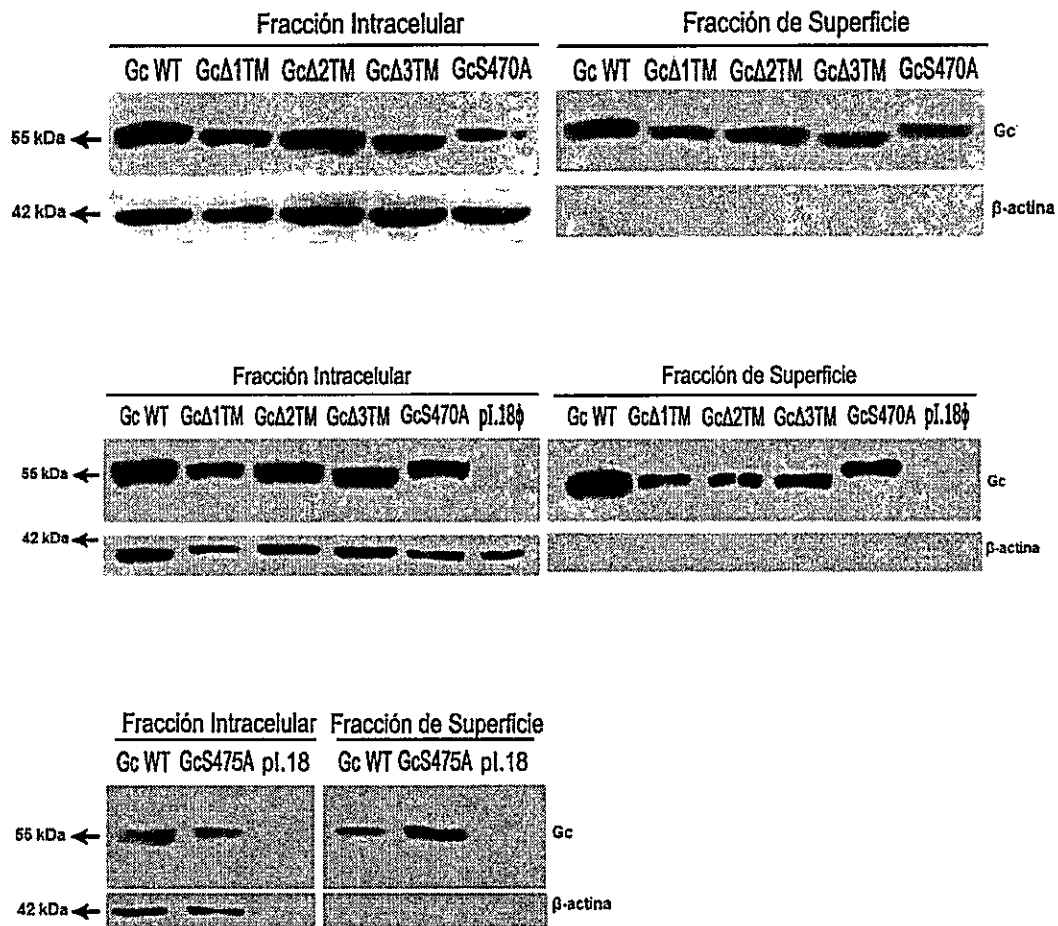 Fracción Intracelular Fracción de Superficie
Gc WT GcΔ1TM GcΔ2TM GcΔ3TM GcS470A Gc WT GcΔ1TM GcΔ2TM GcΔ3TM GcS470A
55 kDa Gc
42 kDa β-actina
Fracción Intracelular Fracción de Superficie
Gc WT GcΔ1TM GcΔ2TM GcΔ3TM GcS470A pI.18ϕ Gc WT GcΔ1TM GcΔ2TM GcΔ3TM GcS470A pI.18ϕ
55 kDa Gc
42 kDa β-actina
Fracción Intracelular Fracción de Superficie
Gc WT GcS475A pI.18 Gc WT GcS475A pI.18
55 kDa Gc
42 kDa β-actina